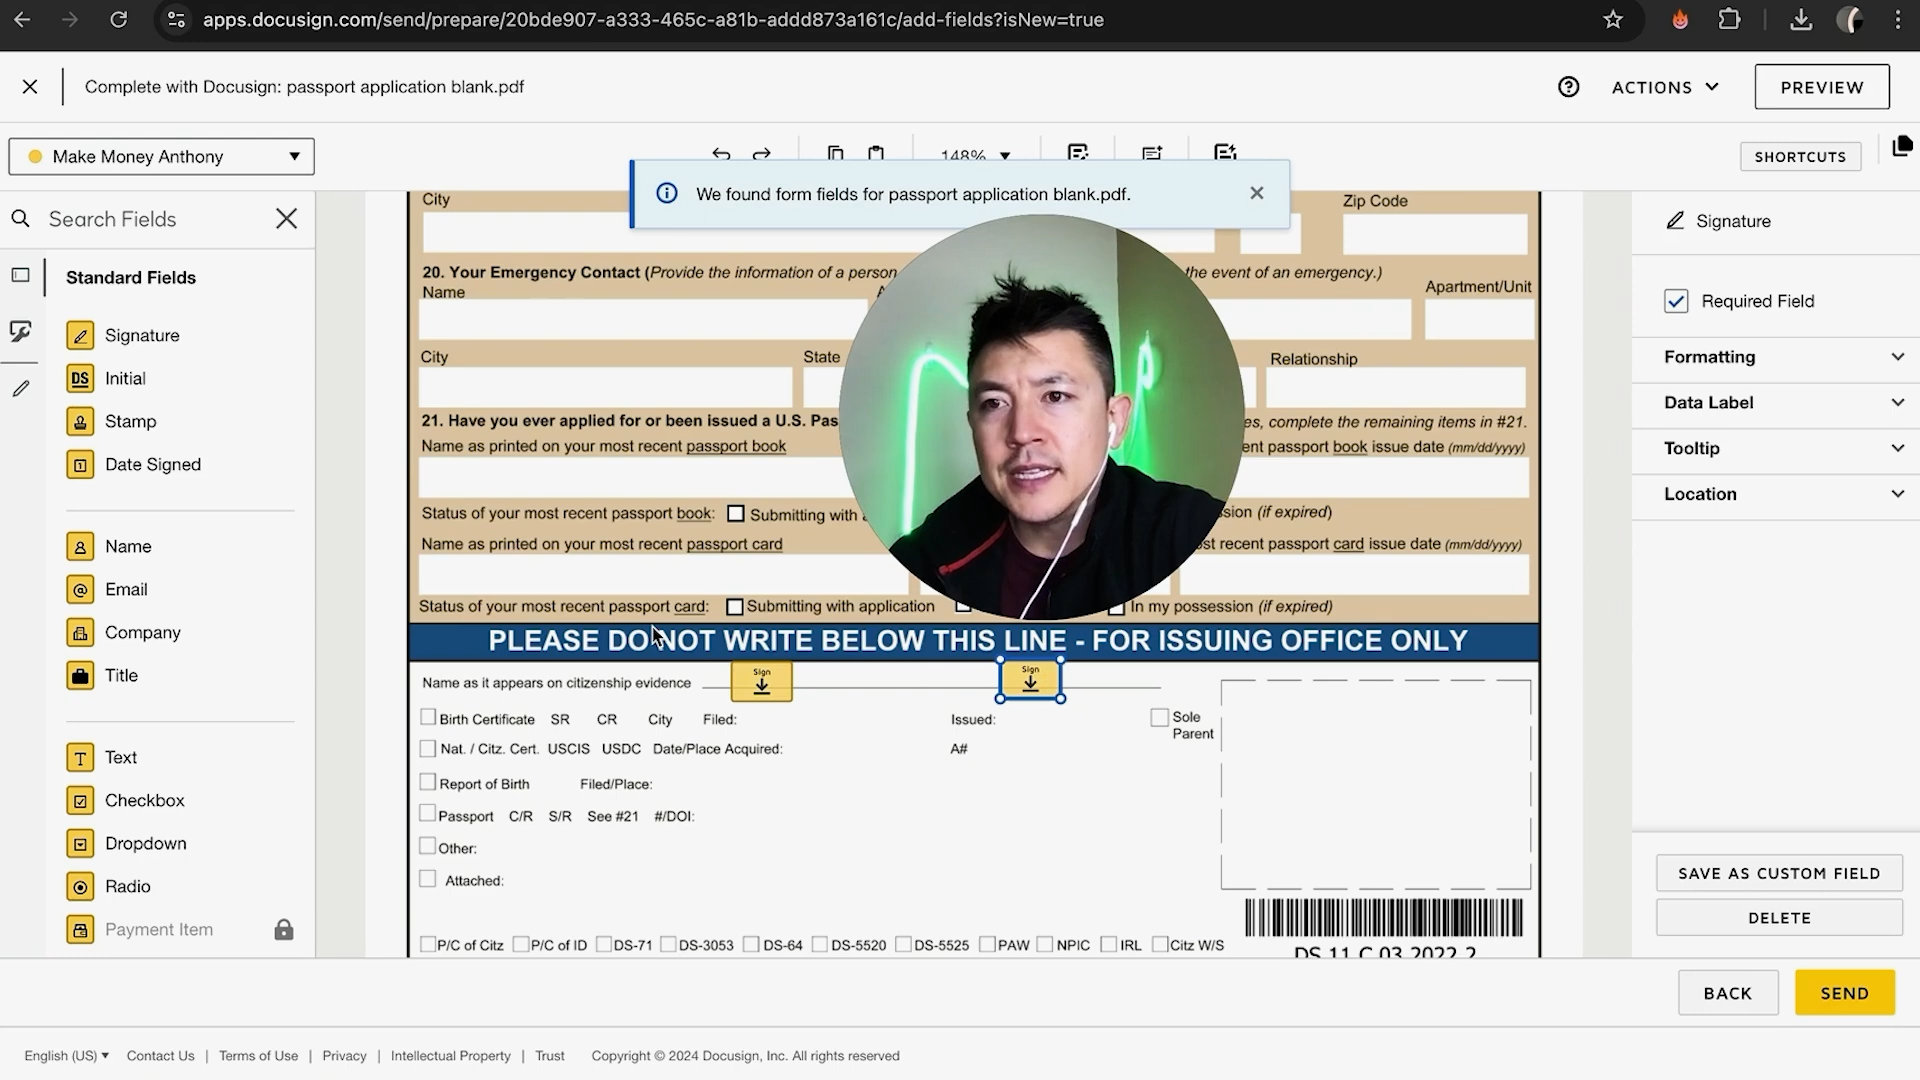 apps.docusign.com/send/prepare/20bde907-a333-465c-a81b-addd873a161c/add-fields?isNew=true
Complete with Docusign: passport application blank.pdf
ACTIONS
PREVIEW
Make Money Anthony
148%
SHORTCUTS
We found form fields for passport application blank.pdf.
Search Fields
Standard Fields
Signature
DS Initial
Stamp
Date Signed
Name
Email
Company
Title
Text
Checkbox
Dropdown
Radio
Payment Item
City
Zip Code
20. Your Emergency Contact (Provide the information of a person
the event of an emergency.)
Name
Apartment/Unit
City
State
Relationship
21. Have you ever applied for or been issued a U.S.
complete the remaining items in #21.
Name as printed on your most recent passport book
passport book issue date (mm/dd/yyyy)
Status of your most recent passport book:
Submitting with
(if expired)
Name as printed on your most recent passport card
recent passport card issue date (mm/dd/yyyy)
Status of your most recent passport card:
Submitting with application
In my possession (if expired)
PLEASE DO NOT WRITE BELOW THIS LINE - FOR ISSUING OFFICE ONLY
Name as it appears on citizenship evidence
Sign
Sign
Birth Certificate SR CR City Filed: Issued:
Sole Parent
Nat. / Citz. Cert. USCIS USDC Date/Place Acquired: A#
Report of Birth Filed/Place:
Passport C/R S/R See #21 #/DOI:
Other:
Attached:
P/C of Citz P/C of ID DS-71 DS-3053 DS-64 DS-5520 DS-5525 PAW NPIC IRL Citz W/S
DS 11 C 03 2022 2
Signature
Required Field
Formatting
Data Label
Tooltip
Location
SAVE AS CUSTOM FIELD
DELETE
BACK
SEND
English (US) Contact Us | Terms of Use | Privacy | Intellectual Property | Trust Copyright © 2024 Docusign, Inc. All rights reserved